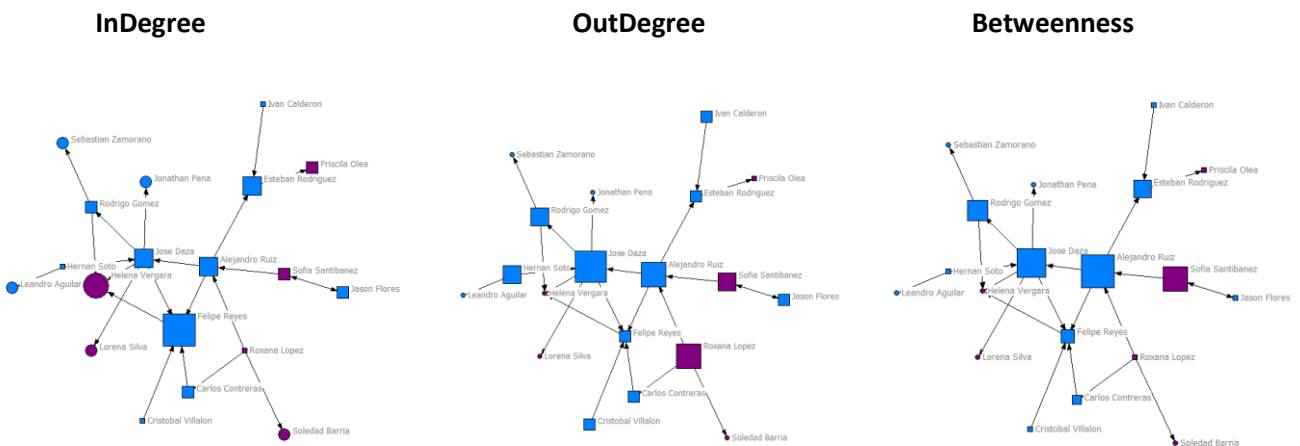 InDegree
OutDegree
Betweenness
Ivan Calderon
Sebastian Zamorano
Priscila Olea
Jonathan Pena
Esteban Rodriguez
Rodrigo Gomez
Jose Daza
Alejandro Ruiz
Hernan Soto
Helena Vergara
Sofia Santibanez
Leandro Aguilar
Jason Flores
Felipe Reyes
Lorena Silva
Roxana Lopez
Carlos Contreras
Cristobal Villalon
Soledad Barria
Ivan Calderon
Sebastian Zamorano
Priscila Olea
Jonathan Pena
Esteban Rodriguez
Rodrigo Gomez
Jose Daza
Alejandro Ruiz
Hernan Soto
Sofia Santibanez
Leandro Aguilar
Helena Vergara
Jason Flores
Felipe Reyes
Lorena Silva
Roxana Lopez
Carlos Contreras
Cristobal Villalon
Soledad Barria
Ivan Calderon
Sebastian Zamorano
Priscila Olea
Jonathan Pena
Esteban Rodriguez
Rodrigo Gomez
Jose Daza
Alejandro Ruiz
Hernan Soto
Sofia Santibanez
Leandro Aguilar
Helena Vergara
Jason Flores
Felipe Reyes
Lorena Silva
Roxana Lopez
Carlos Contreras
Cristobal Villalon
Soledad Barria